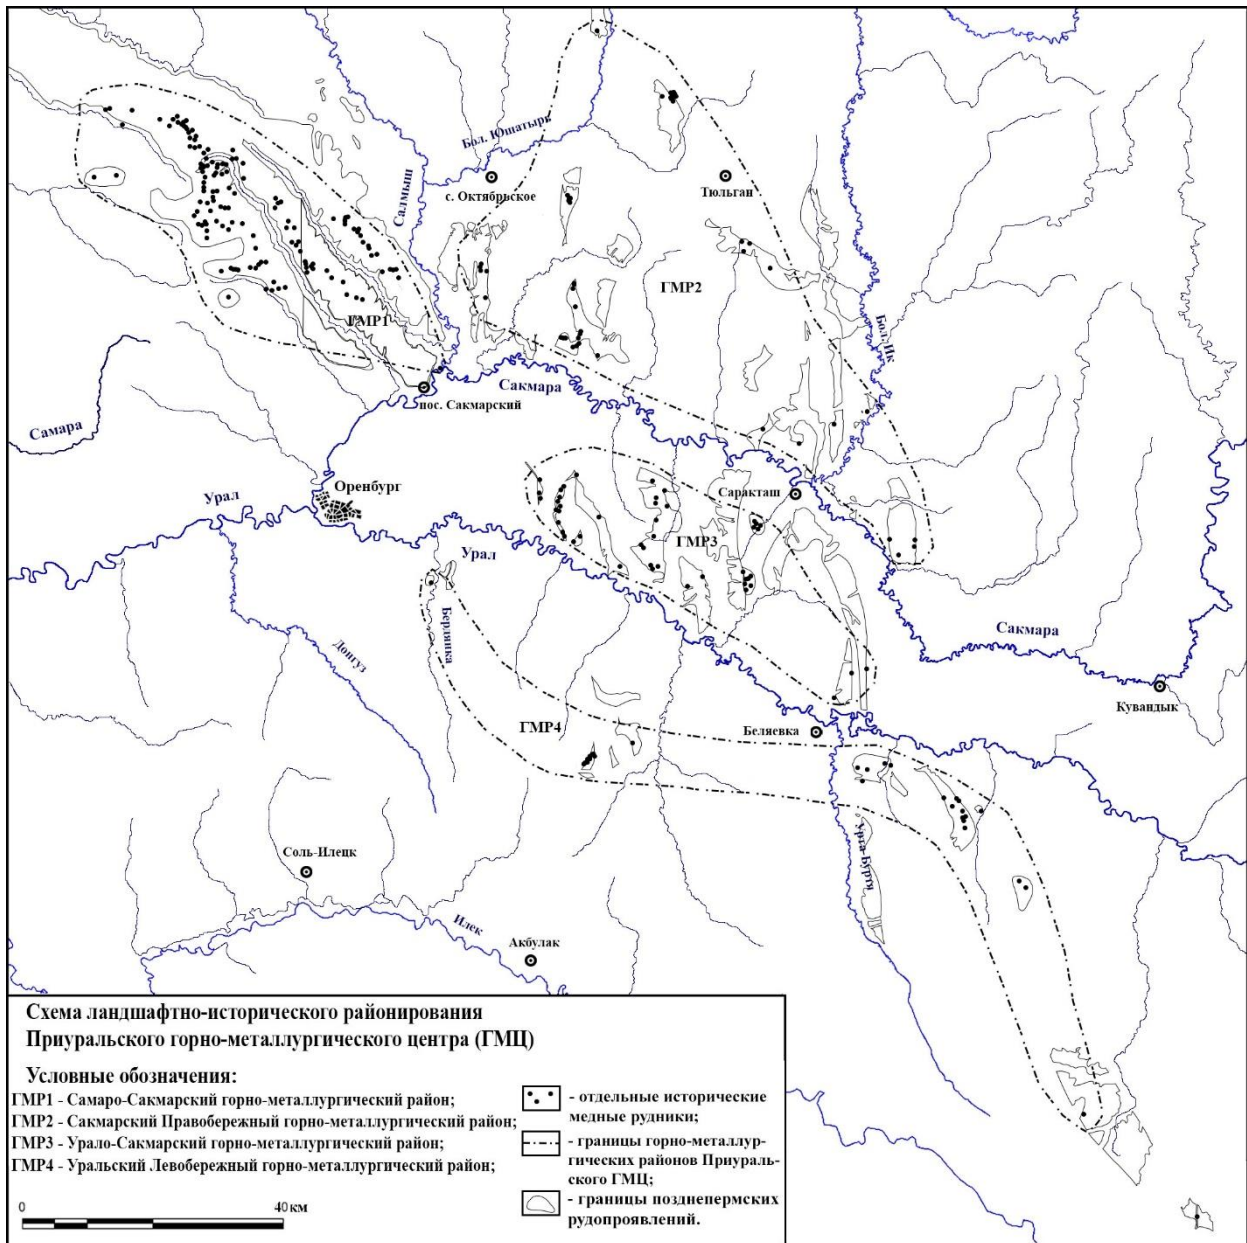 Бол. Юшатырь
Салмыш
с. Октябрьское
Тюльган
ГМР2
ГМР1
Бол. Ик
Сакмара
пос. Сакмарский
Самара
Урал
Оренбург
Саракташ
ГМР3
Урал
Бердянка
Донгуз
Сакмара
Кувандык
ГМР4
Беляевка
Урта-Буртя
Соль-Илецк
Илек
Акбулак
Схема ландшафтно-исторического районирования
Приуральского горно-металлургического центра (ГМЦ)
Условные обозначения:
ГМР1 - Самаро-Сакмарский горно-металлургический район;
ГМР2 - Сакмарский Правобережный горно-металлургический район;
ГМР3 - Урало-Сакмарский горно-металлургический район;
ГМР4 - Уральский Левобережный горно-металлургический район;
0
40 км
- отдельные исторические
медные рудники;
- границы горно-металлур-
гических районов Приураль-
ского ГМЦ;
- границы позднепермских
рудопроявлений.